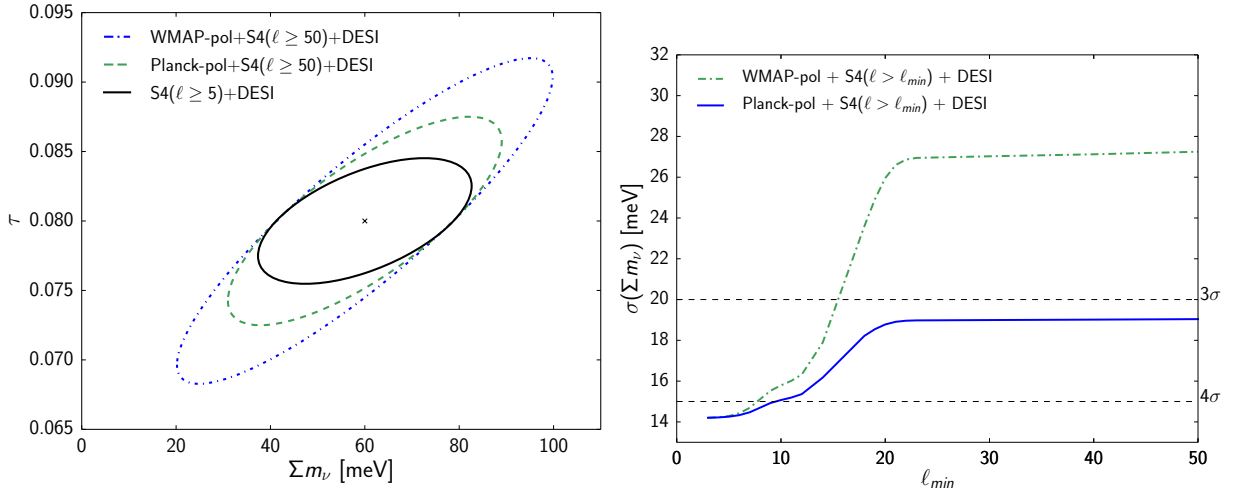 0.095
0.090
0.085
0.080
0.075
0.070
0.065
τ
WMAP-pol+S4(ℓ ≥ 50)+DESI
Planck-pol+S4(ℓ ≥ 50)+DESI
S4(ℓ ≥ 5)+DESI
0 20 40 60 80 100
Σm_ν [meV]
32
30
28
26
24
22
20
18
16
14
σ(Σm_ν) [meV]
WMAP-pol + S4(ℓ > ℓ_min) + DESI
Planck-pol + S4(ℓ > ℓ_min) + DESI
3σ
4σ
0 10 20 30 40 50
ℓ_min